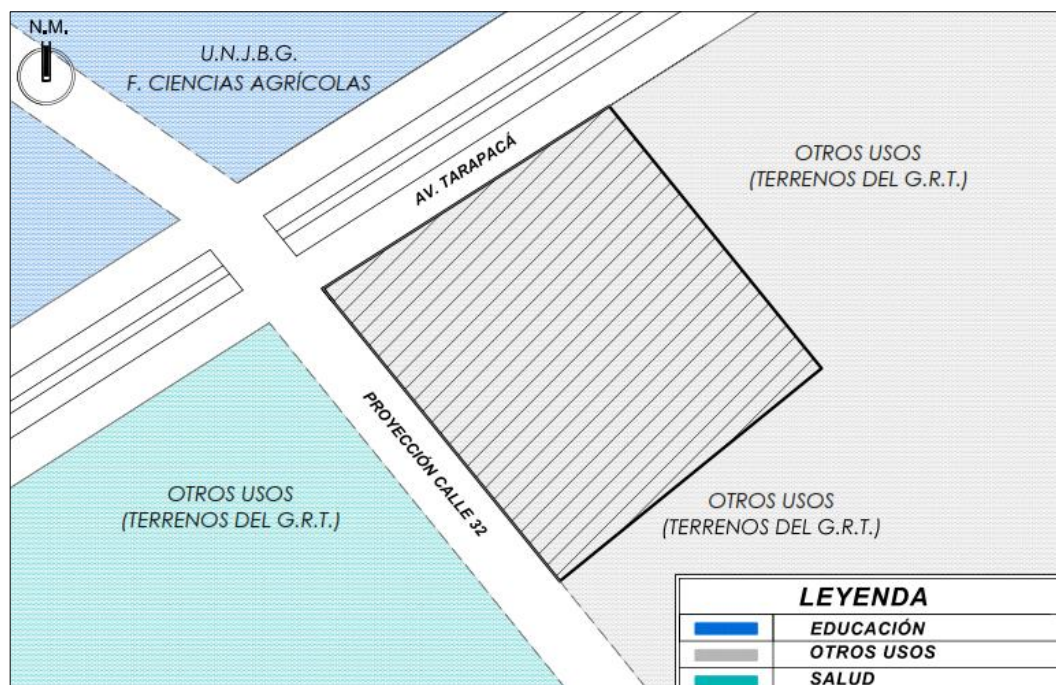 N.M.
U.N.J.B.G.
F. CIENCIAS AGRÍCOLAS
AV. TARAPACÁ
OTROS USOS
(TERRENOS DEL G.R.T.)
PROYECCIÓN CALLE 32
OTROS USOS
(TERRENOS DEL G.R.T.)
OTROS USOS
(TERRENOS DEL G.R.T.)
LEYENDA
EDUCACIÓN
OTROS USOS
SALUD